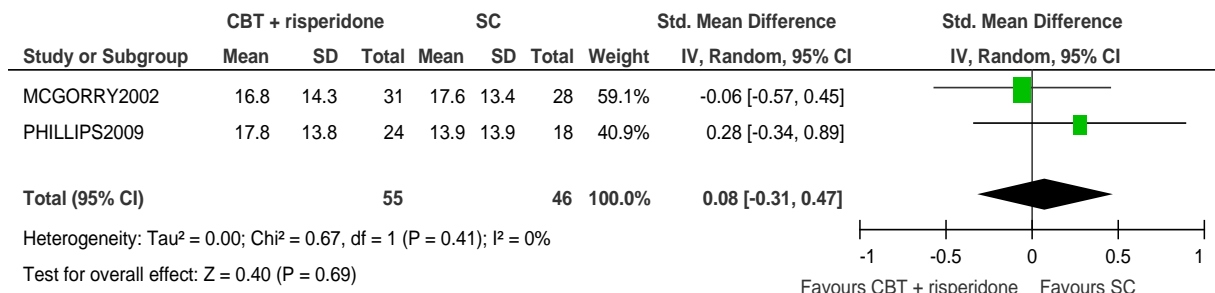 CBT + risperidone SC Std. Mean Difference Std. Mean Difference
Study or Subgroup Mean SD Total Mean SD Total Weight IV, Random, 95% CI IV, Random, 95% CI
MCGORRY2002 16.8 14.3 31 17.6 13.4 28 59.1% -0.06 [-0.57, 0.45]
PHILLIPS2009 17.8 13.8 24 13.9 13.9 18 40.9% 0.28 [-0.34, 0.89]
Total (95% CI) 55 46 100.0% 0.08 [-0.31, 0.47]
Heterogeneity: Tau² = 0.00; Chi² = 0.67, df = 1 (P = 0.41); I² = 0%
Test for overall effect: Z = 0.40 (P = 0.69)
-1 -0.5 0 0.5 1
Favours CBT + risperidone Favours SC